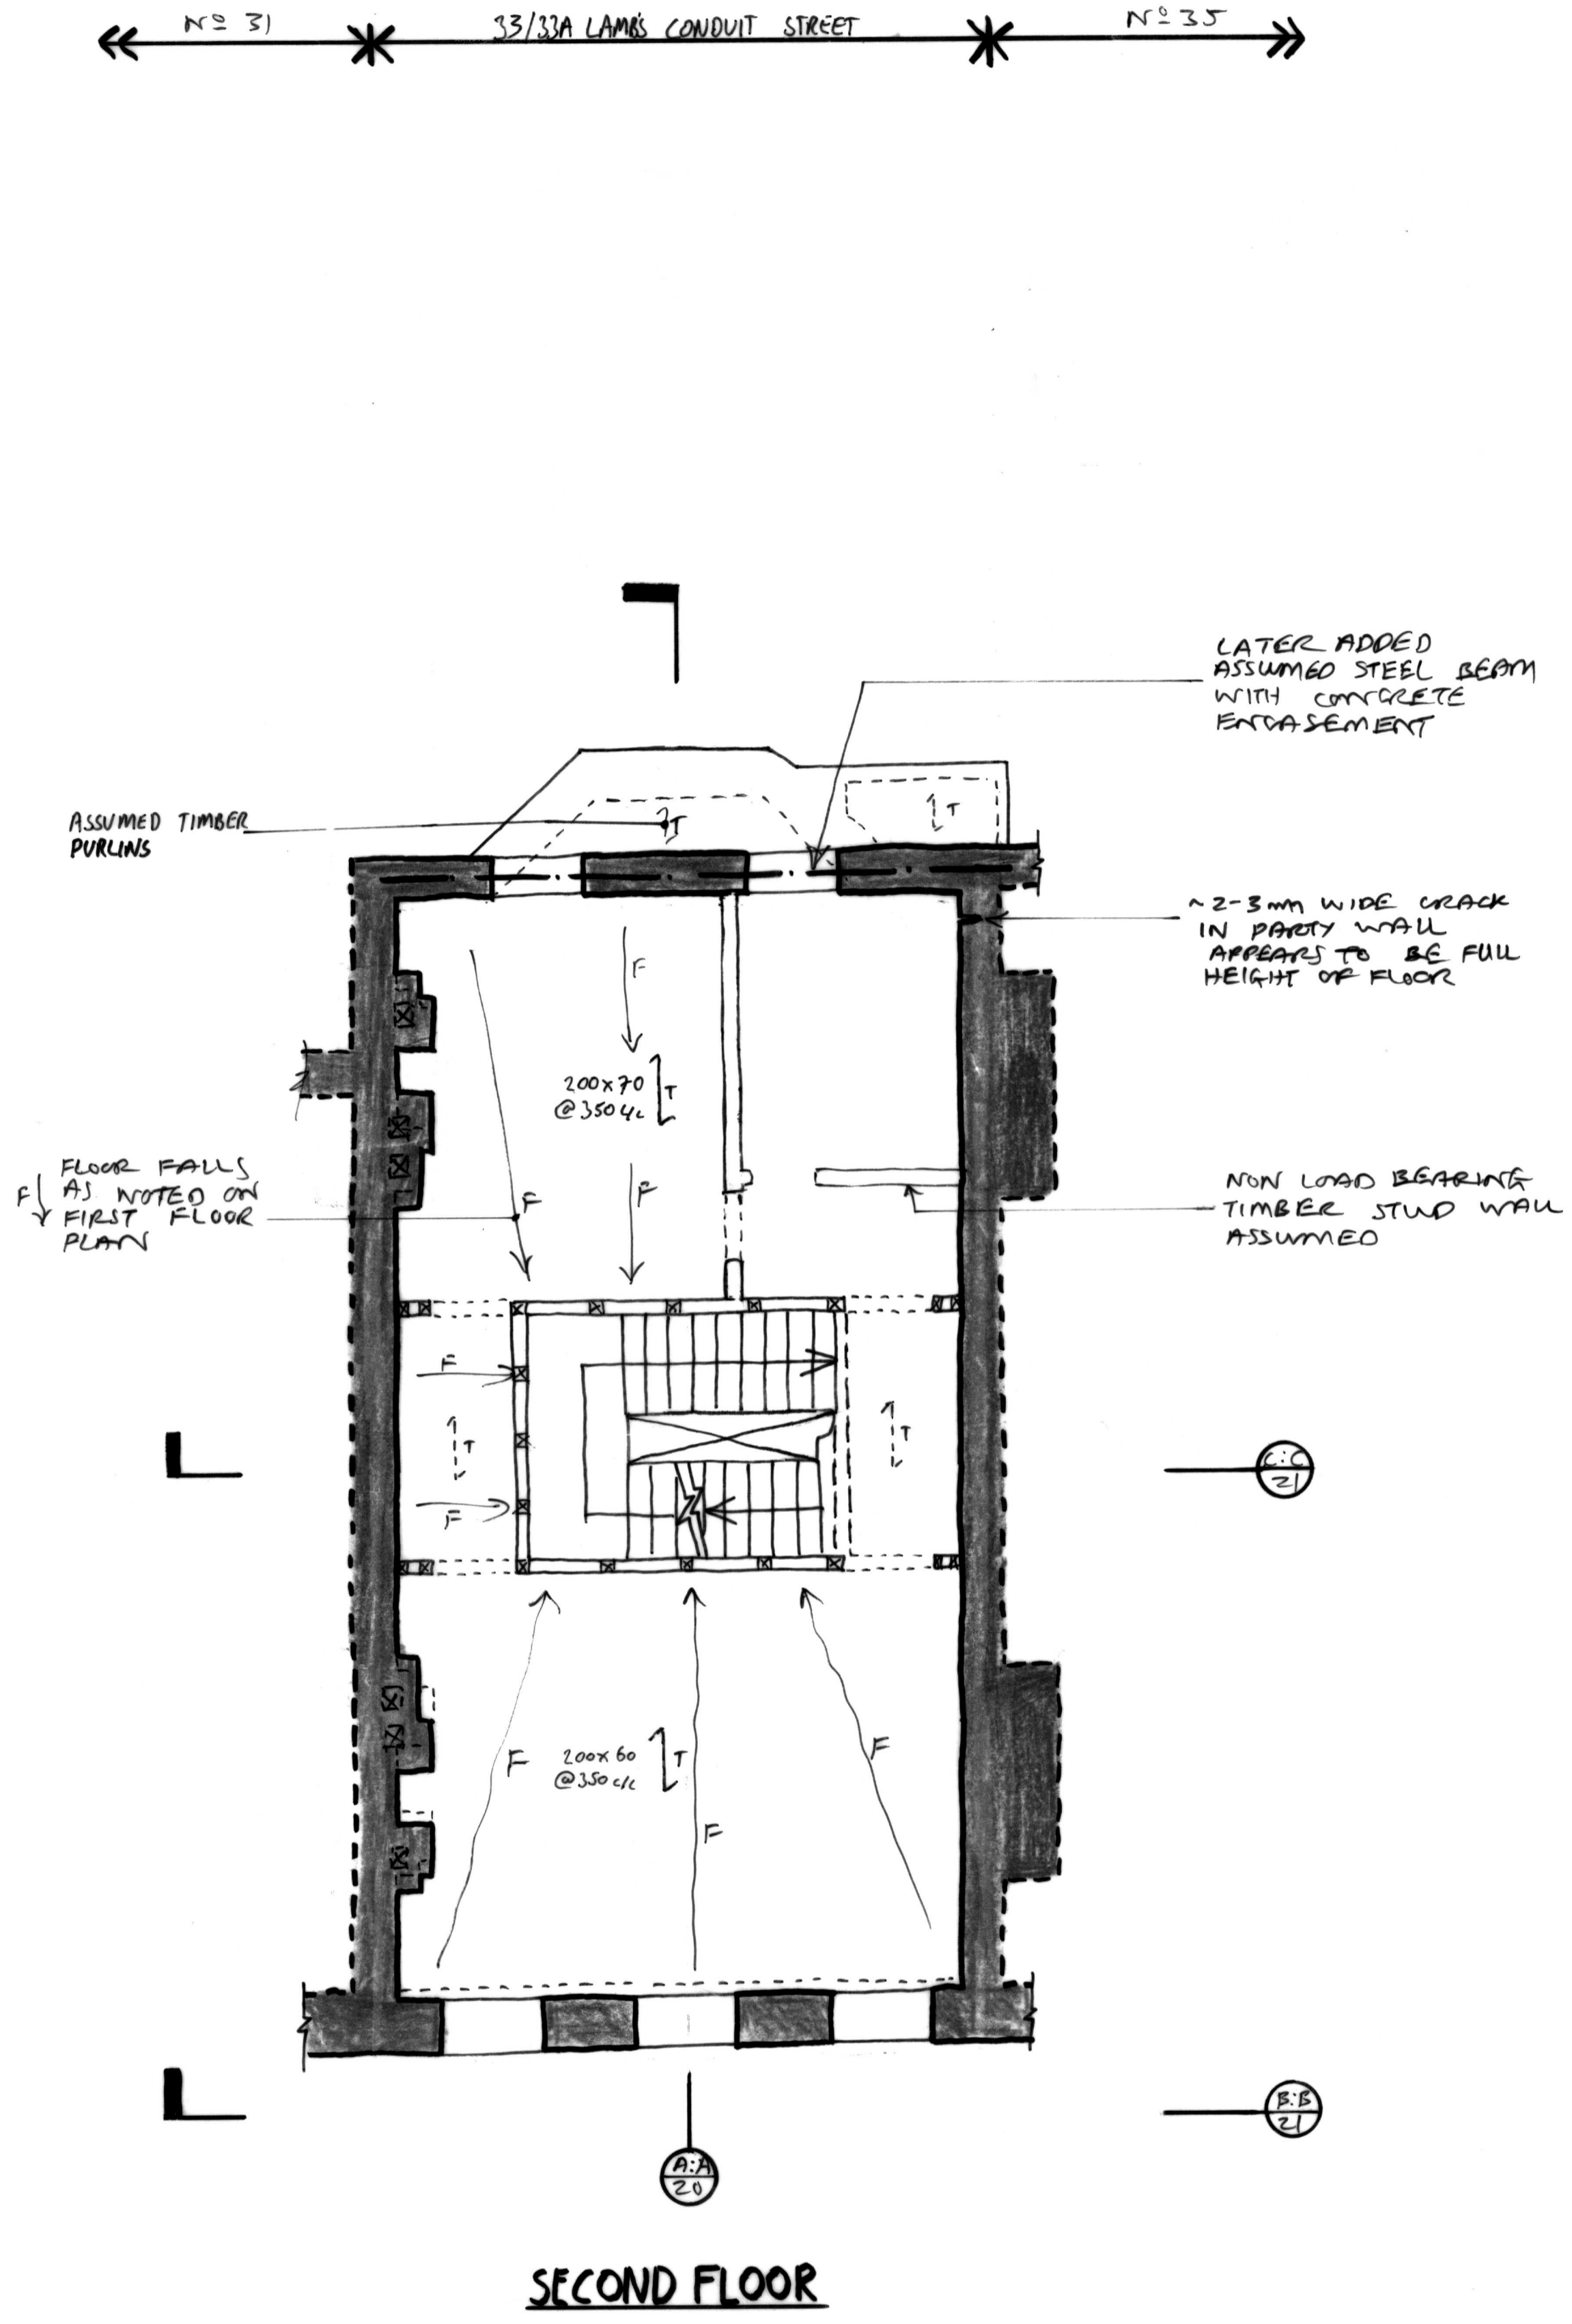 Nº 31
33/33A LAMB'S CONDUIT STREET
Nº 35
LATER ADDED
ASSUMED STEEL BEAM
WITH CONCRETE
ENCASEMENT
ASSUMED TIMBER
PURLINS
T
T
~2-3mm WIDE CRACK
IN PARTY WALL
APPEARS TO BE FULL
HEIGHT OF FLOOR
F
200x70
@350 c/c
T
F FLOOR FALLS
AS NOTED ON
FIRST FLOOR
PLAN
F
F
NON LOAD BEARING
TIMBER STUD WALL
ASSUMED
F
T
T
F
C:C
21
F
200x60
@350 c/c
T
F
F
B:B
21
A:A
20
SECOND FLOOR